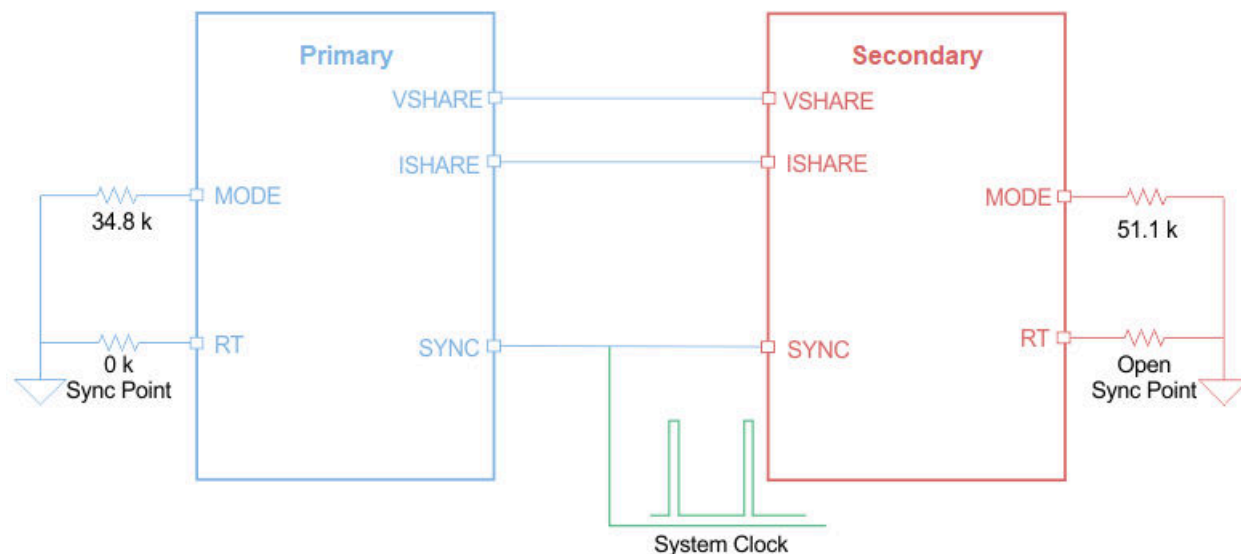 Primary
VSHARE
ISHARE
MODE
34.8 k
RT
0 k
Sync Point
SYNC
System Clock
Secondary
VSHARE
ISHARE
MODE
51.1 k
SYNC
RT
Open
Sync Point